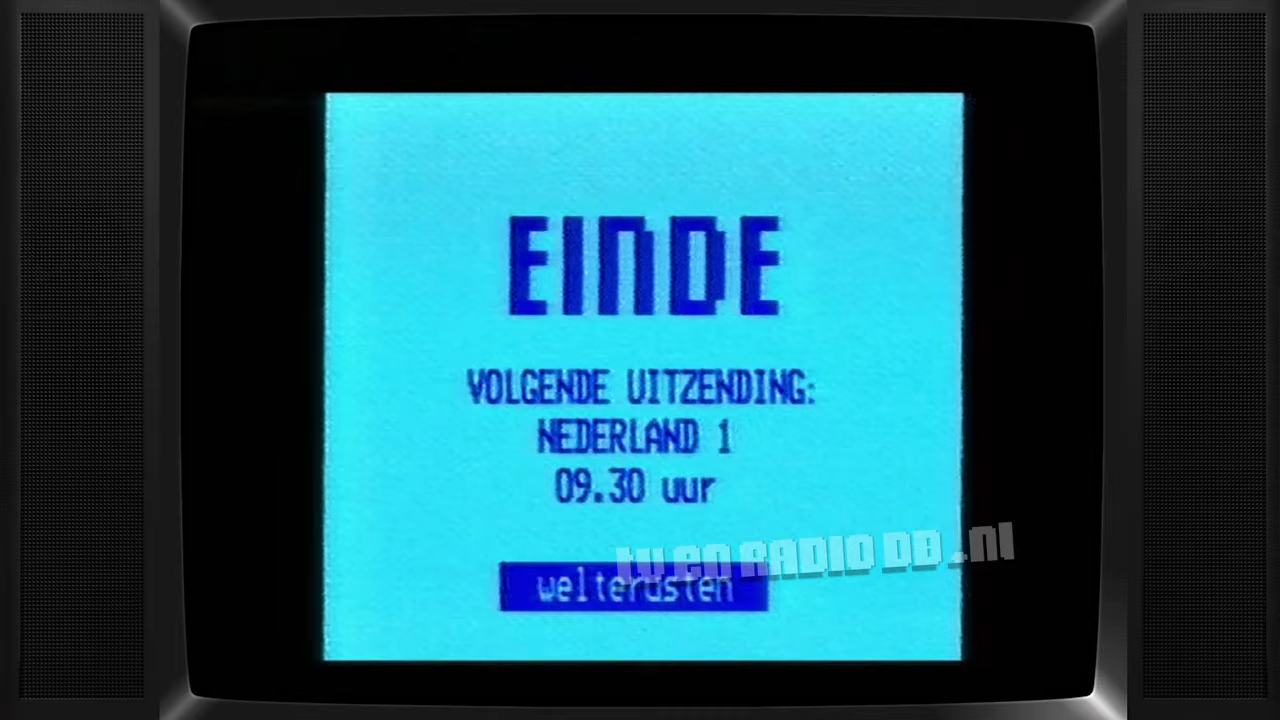 EINDE
VOLGENDE UITZENDING:
NEDERLAND 1
09.30 uur
tv en RADIO DB.nl
welterusten